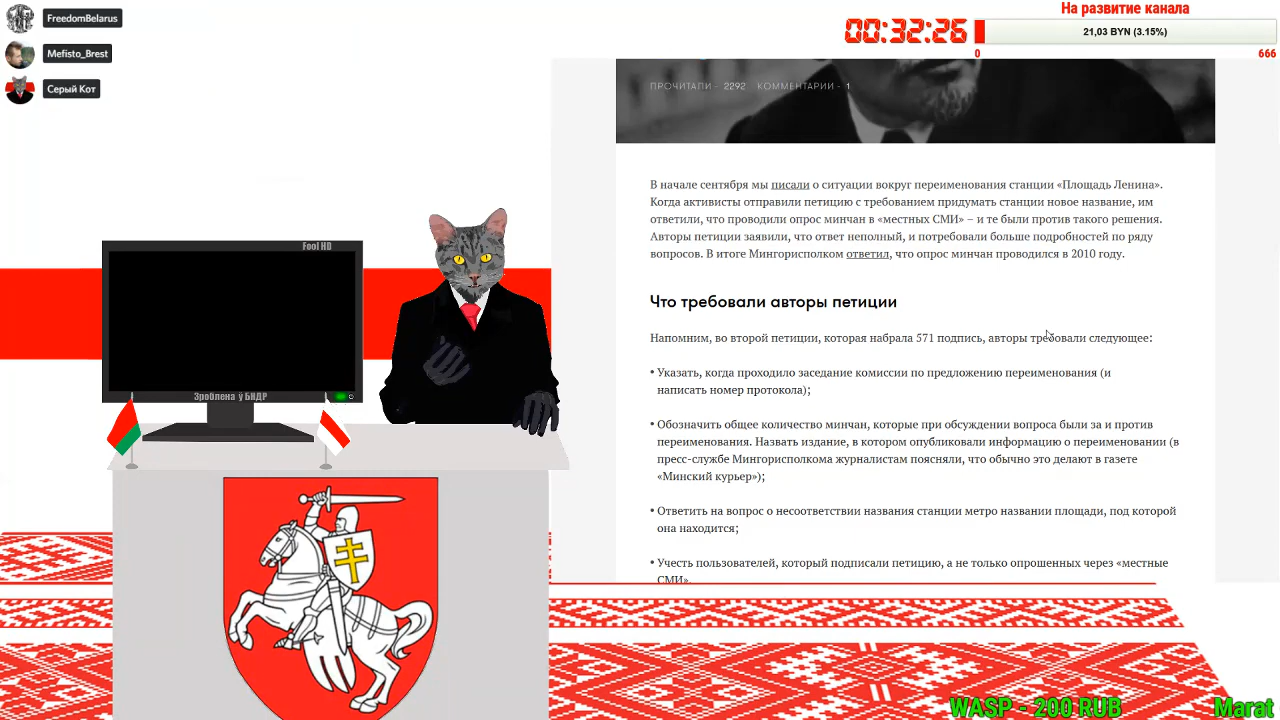 FreedomBelarus
Mefisto_Brest
Серый Кот
00:32:26
На развитие канала
21,03 BYN (3.15%)
0
666
ПРОЧИТАЛИ - 2292 КОММЕНТАРИИ - 1
В начале сентября мы писали о ситуации вокруг переименования станции «Площадь Ленина».
Когда активисты отправили петицию с требованием придумать станции новое название, им
ответили, что проводили опрос минчан в «местных СМИ» – и те были против такого решения.
Авторы петиции заявили, что ответ неполный, и потребовали больше подробностей по ряду
вопросов. В итоге Мингорисполком ответил, что опрос минчан проводился в 2010 году.
Что требовали авторы петиции
Напомним, во второй петиции, которая набрала 571 подпись, авторы требовали следующее:
• Указать, когда проходило заседание комиссии по предложению переименования (и
написать номер протокола);
• Обозначить общее количество минчан, которые при обсуждении вопроса были за и против
переименования. Назвать издание, в котором опубликовали информацию о переименовании (в
пресс-службе Мингорисполкома журналистам поясняли, что обычно это делают в газете
«Минский курьер»);
• Ответить на вопрос о несоответствии названия станции метро названии площади, под которой
она находится;
• Учесть пользователей, который подписали петицию, а не только опрошенных через «местные
СМИ».
Fool HD
Зроблена ў БНДР
WASP - 200 RUB
Marat